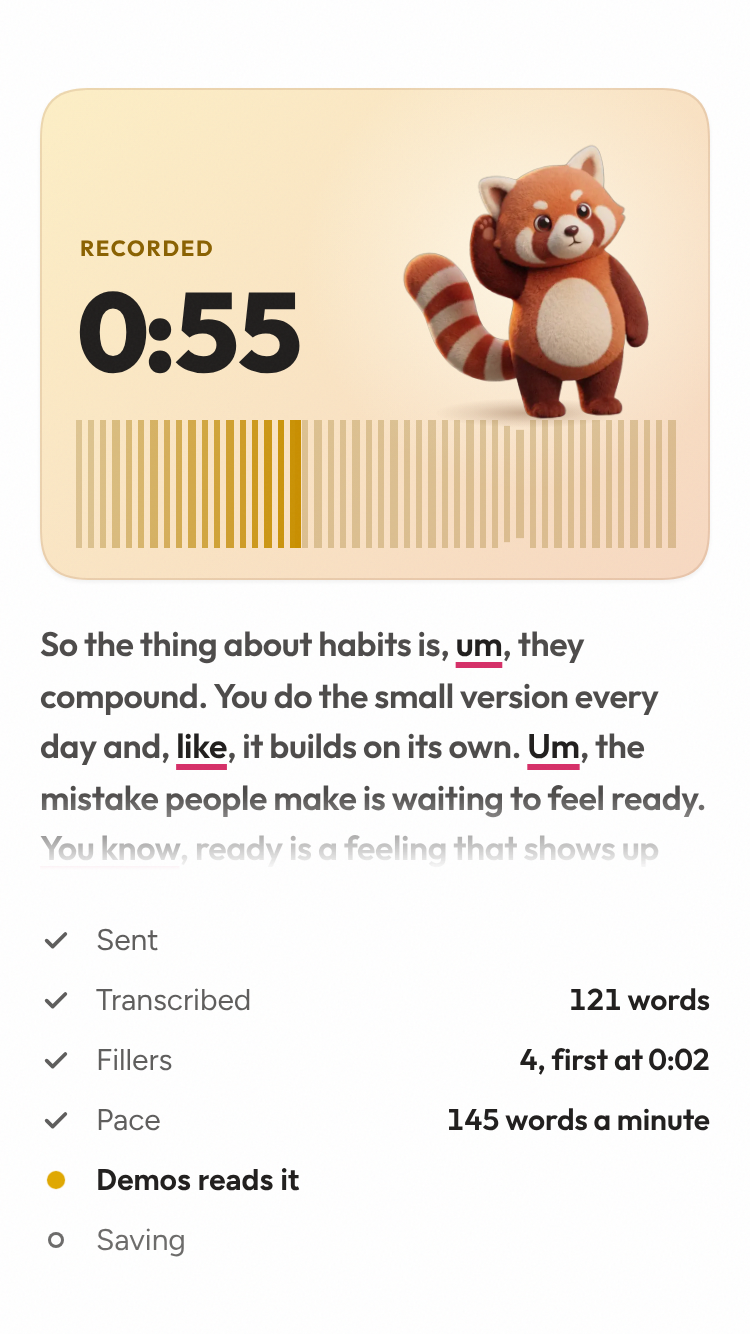 RECORDED
0:55
So the thing about habits is, um, they
compound. You do the small version every
day and, like, it builds on its own. Um, the
mistake people make is waiting to feel ready.
You know, ready is a feeling that shows up
Sent
Transcribed 121 words
Fillers 4, first at 0:02
Pace 145 words a minute
Demos reads it
Saving